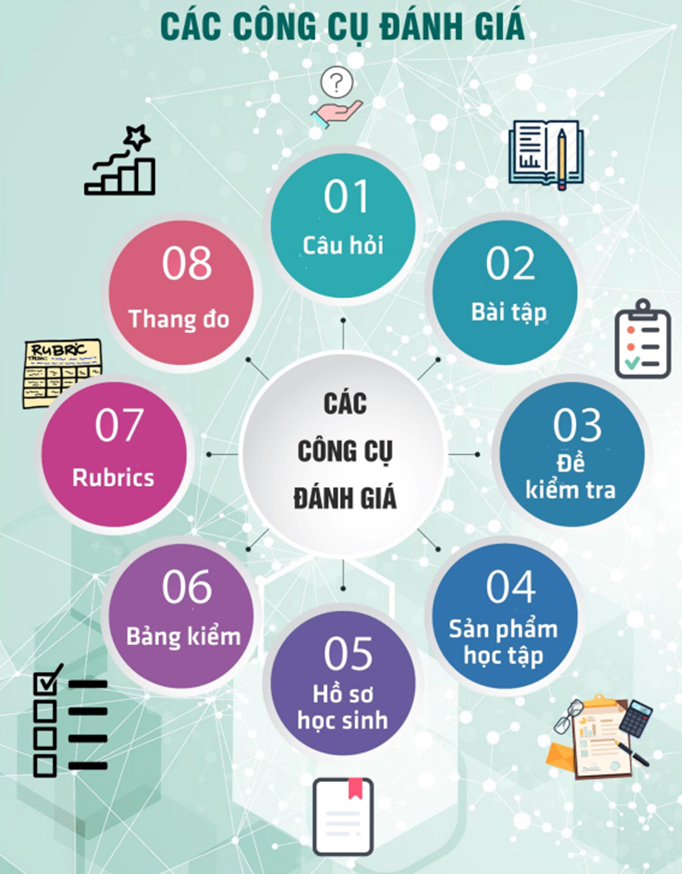 CÁC CÔNG CỤ ĐÁNH GIÁ
?
01
Câu hỏi
02
Bài tập
03
Đề
kiểm tra
04
Sản phẩm
học tập
05
Hồ sơ
học sinh
06
Bảng kiểm
07
Rubrics
08
Thang đo
CÁC
CÔNG CỤ
ĐÁNH GIÁ
RUBRIC